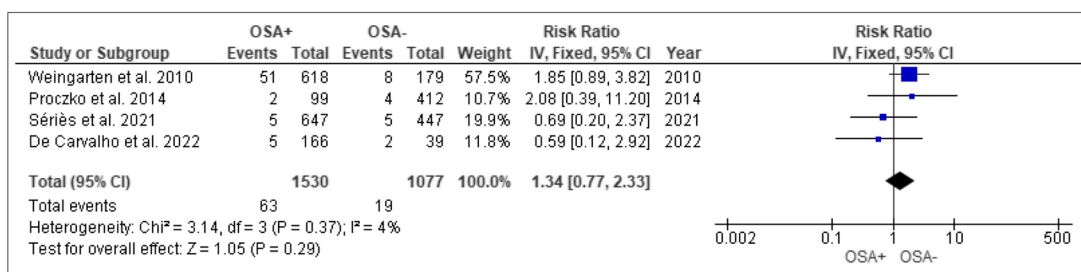 OSA+ OSA- Risk Ratio Risk Ratio
Study or Subgroup Events Total Events Total Weight IV, Fixed, 95% CI Year IV, Fixed, 95% CI
Weingarten et al. 2010 51 618 8 179 57.5% 1.85 [0.89, 3.82] 2010
Proczko et al. 2014 2 99 4 412 10.7% 2.08 [0.39, 11.20] 2014
Sériès et al. 2021 5 647 5 447 19.9% 0.69 [0.20, 2.37] 2021
De Carvalho et al. 2022 5 166 2 39 11.8% 0.59 [0.12, 2.92] 2022
Total (95% CI) 1530 1077 100.0% 1.34 [0.77, 2.33]
Total events 63 19
Heterogeneity: Chi² = 3.14, df = 3 (P = 0.37); I² = 4%
Test for overall effect: Z = 1.05 (P = 0.29)
0.002 0.1 1 10 500
OSA+ OSA-